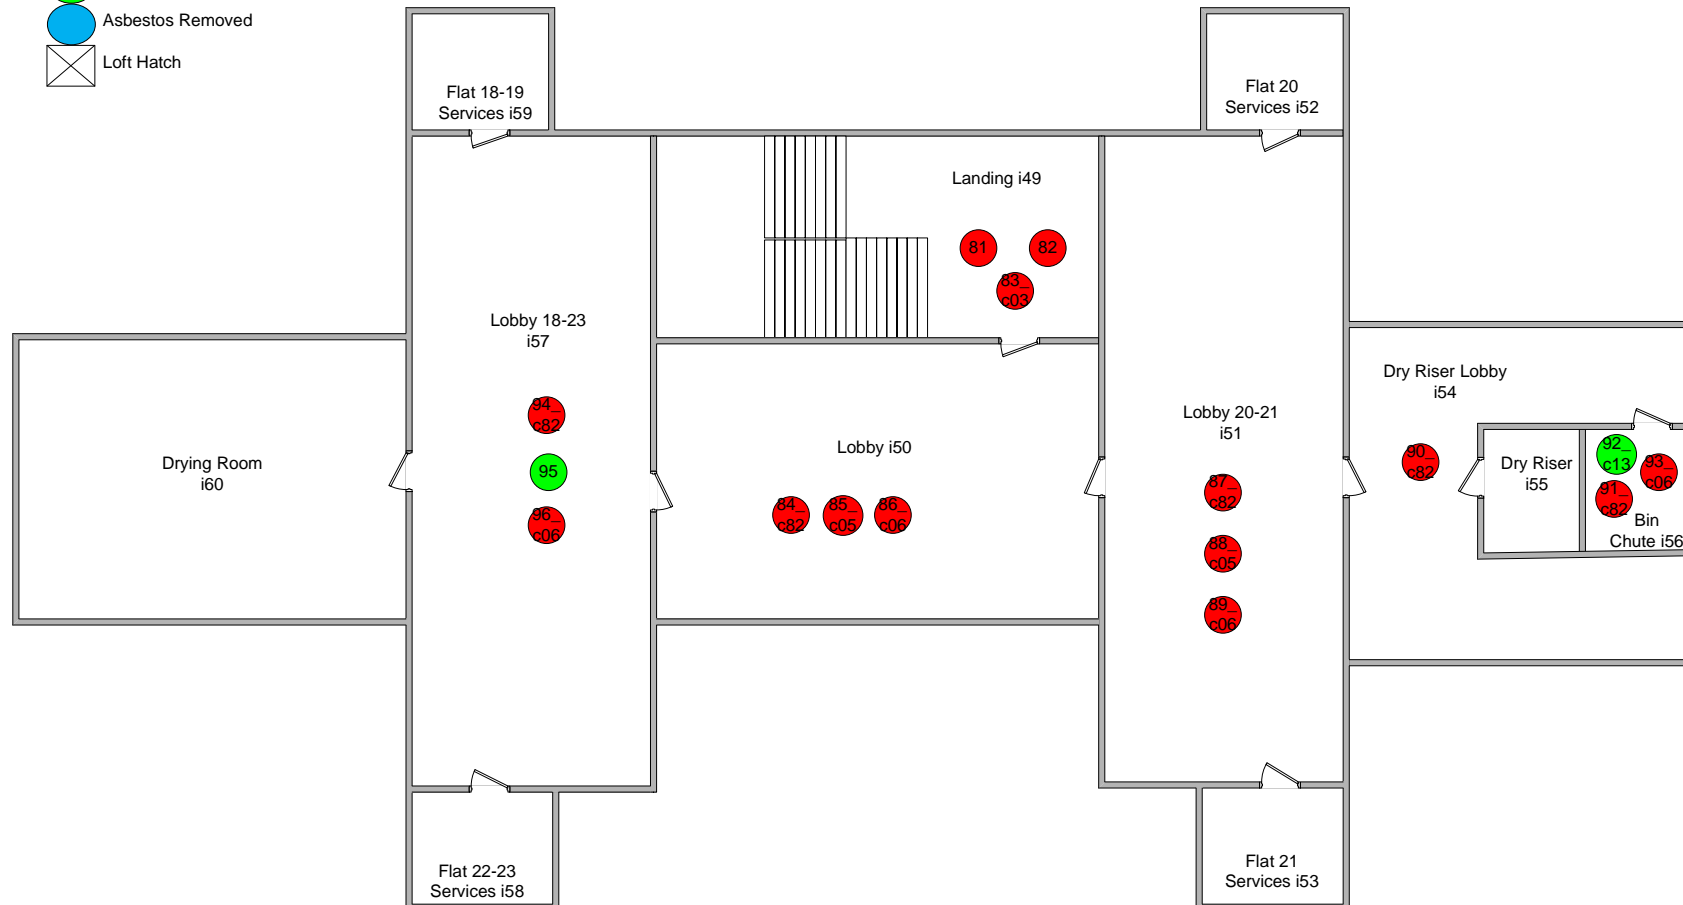 Asbestos Removed
Loft Hatch
Flat 18-19
Services i59
Flat 20
Services i52
Landing i49
81
82
83_
c03
Lobby 18-23
i57
Dry Riser Lobby
i54
Lobby 20-21
i51
94_
c82
95
96_
c06
Lobby i50
84_
c82
85_
c05
86_
c06
Drying Room
i60
87_
c82
88_
c05
89_
c06
90_
c82
Dry Riser
i55
92_
c13
93_
c06
91_
c82
Bin
Chute i56
Flat 22-23
Services i58
Flat 21
Services i53